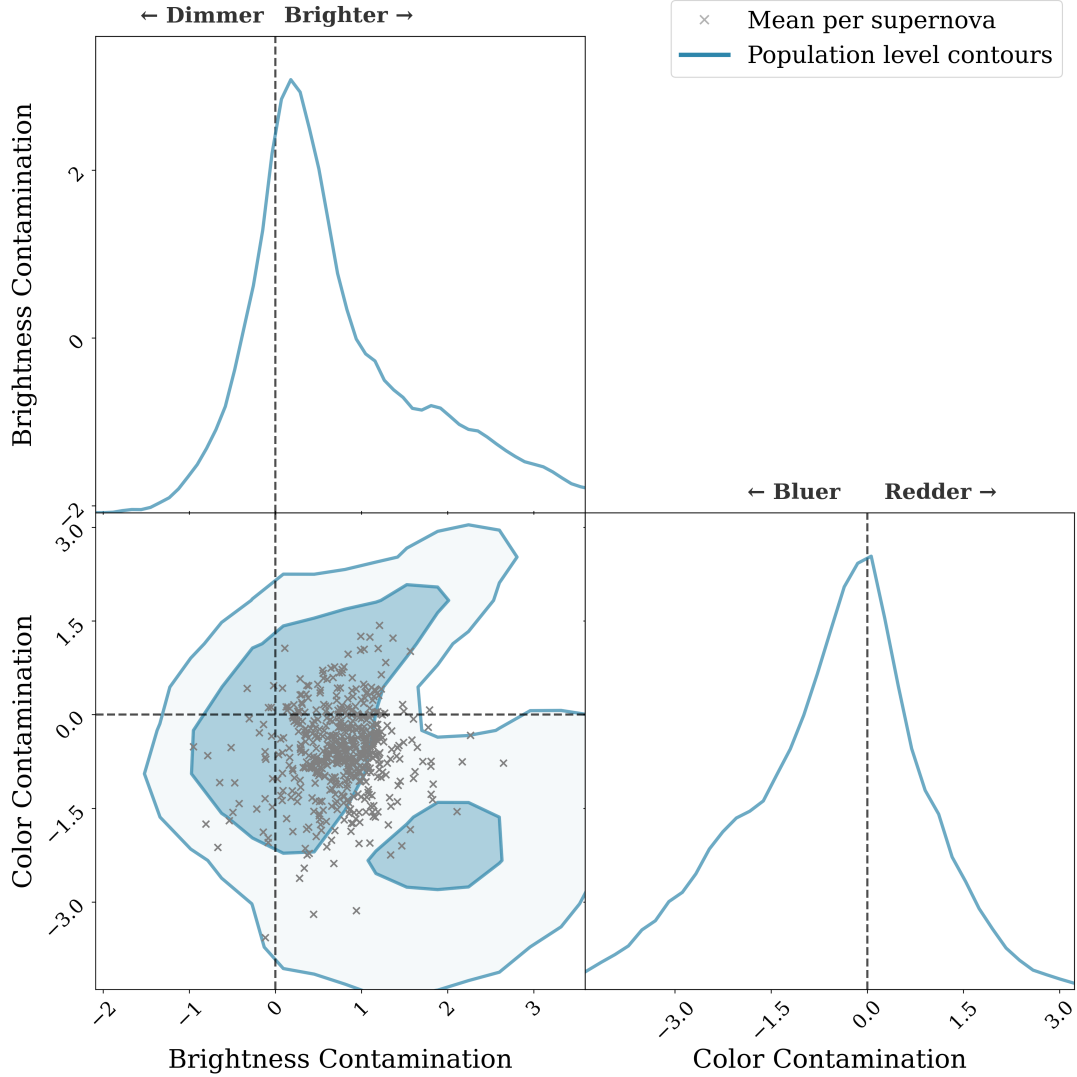 ← Dimmer Brighter →
Mean per supernova
Population level contours
Brightness Contamination
2
0
−2
← Bluer Redder →
Color Contamination
3.0
1.5
0.0
−1.5
−3.0
−2 −1 0 1 2 3
−3.0 −1.5 0.0 1.5 3.0
Brightness Contamination
Color Contamination